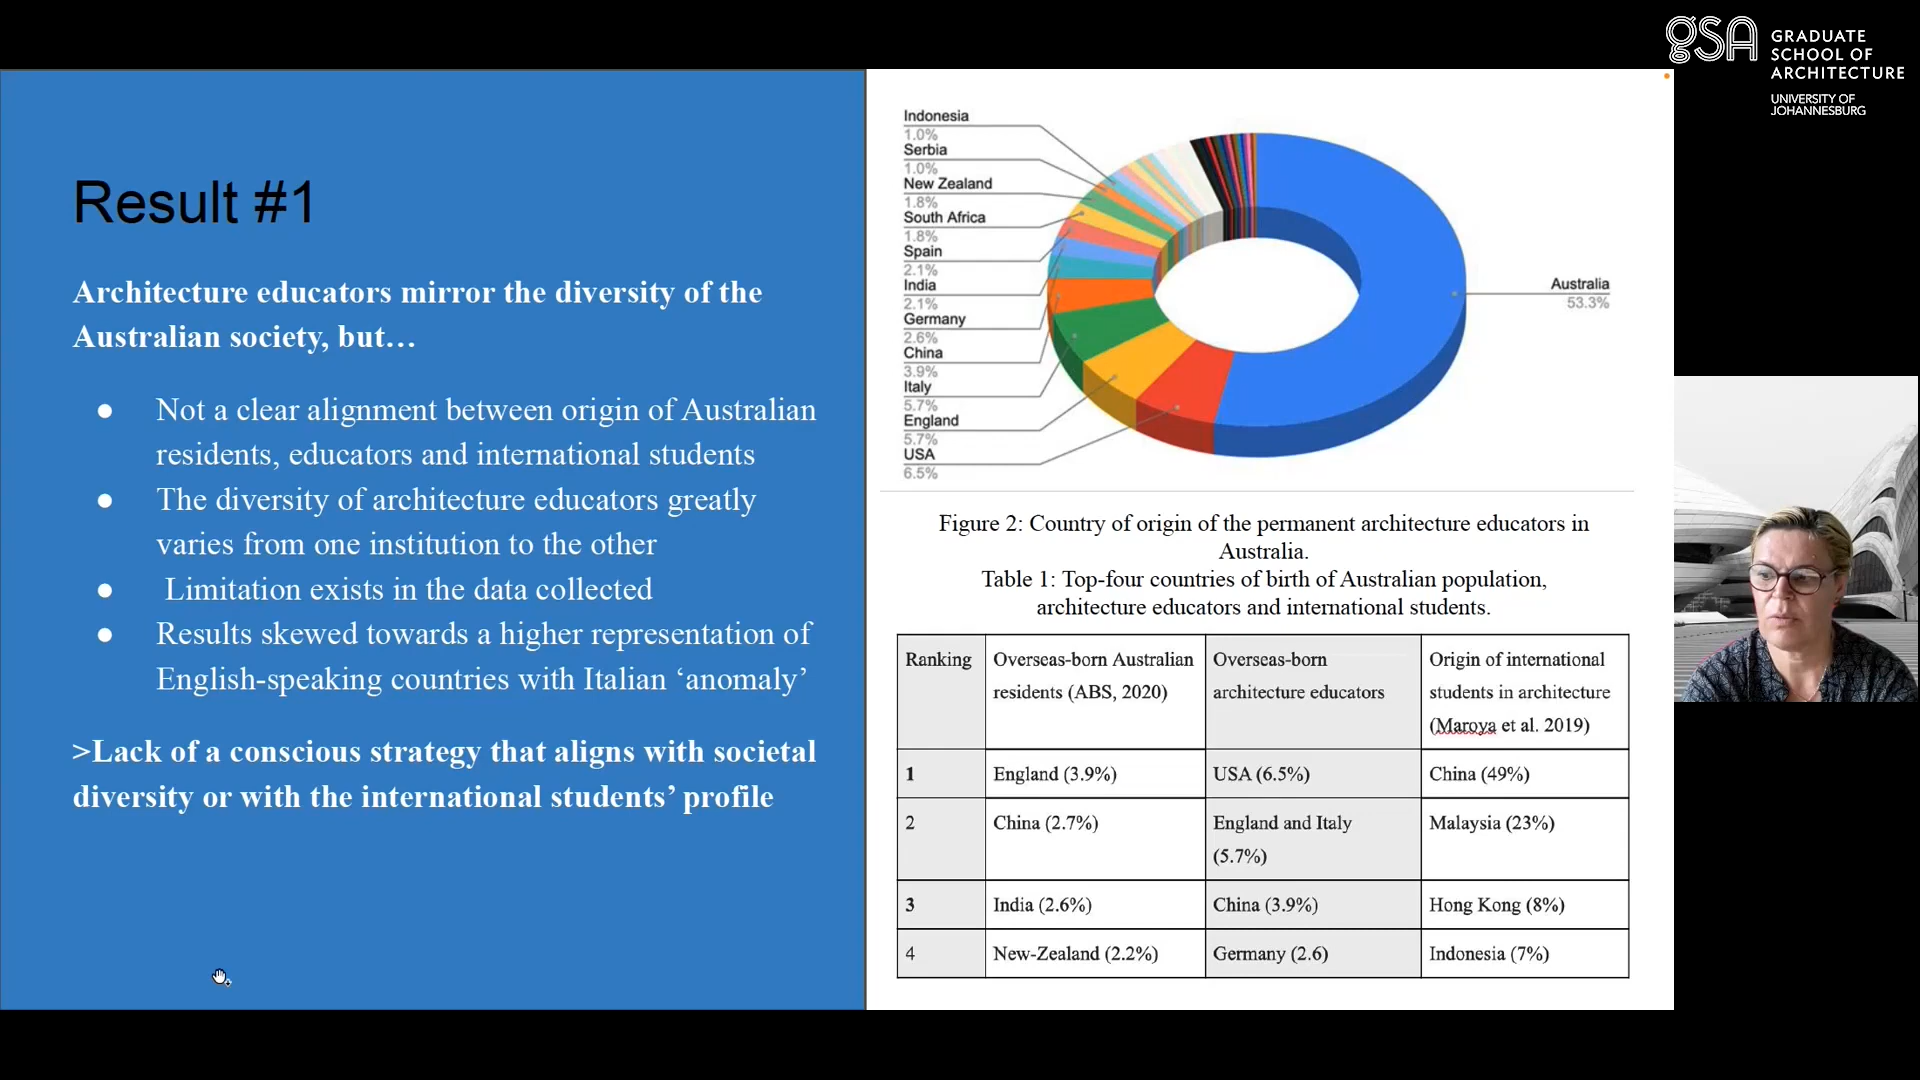 gsa
GRADUATE
SCHOOL OF
ARCHITECTURE
UNIVERSITY OF
JOHANNESBURG
Result #1
Architecture educators mirror the diversity of the
Australian society, but…
● Not a clear alignment between origin of Australian
residents, educators and international students
● The diversity of architecture educators greatly
varies from one institution to the other
● Limitation exists in the data collected
● Results skewed towards a higher representation of
English-speaking countries with Italian ‘anomaly’
>Lack of a conscious strategy that aligns with societal
diversity or with the international students’ profile
Indonesia
1.0%
Serbia
1.0%
New Zealand
1.8%
South Africa
1.8%
Spain
2.1%
India
2.1%
Germany
2.6%
China
3.9%
Italy
5.7%
England
5.7%
USA
6.5%
Australia
53.3%
Figure 2: Country of origin of the permanent architecture educators in
Australia.
Table 1: Top-four countries of birth of Australian population,
architecture educators and international students.
Ranking
Overseas-born Australian
residents (ABS, 2020)
Overseas-born
architecture educators
Origin of international
students in architecture
(Maroya et al. 2019)
1 England (3.9%) USA (6.5%) China (49%)
2 China (2.7%) England and Italy Malaysia (23%)
(5.7%)
3 India (2.6%) China (3.9%) Hong Kong (8%)
4 New-Zealand (2.2%) Germany (2.6) Indonesia (7%)